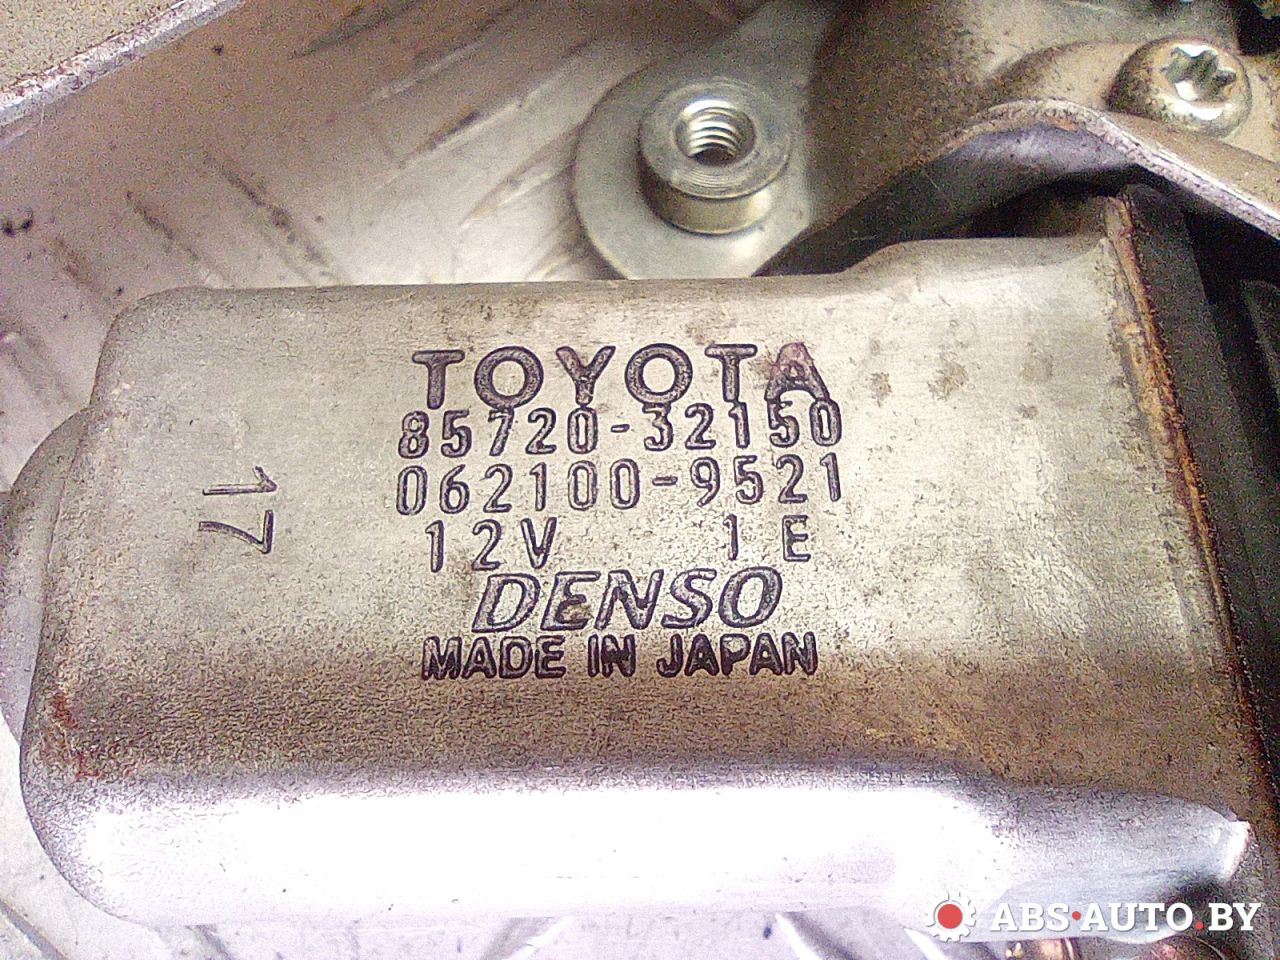 TOYOTA
85720-32150
062100-9521
12V 1E
DENSO
MADE IN JAPAN
17
ABS·AUTO.BY